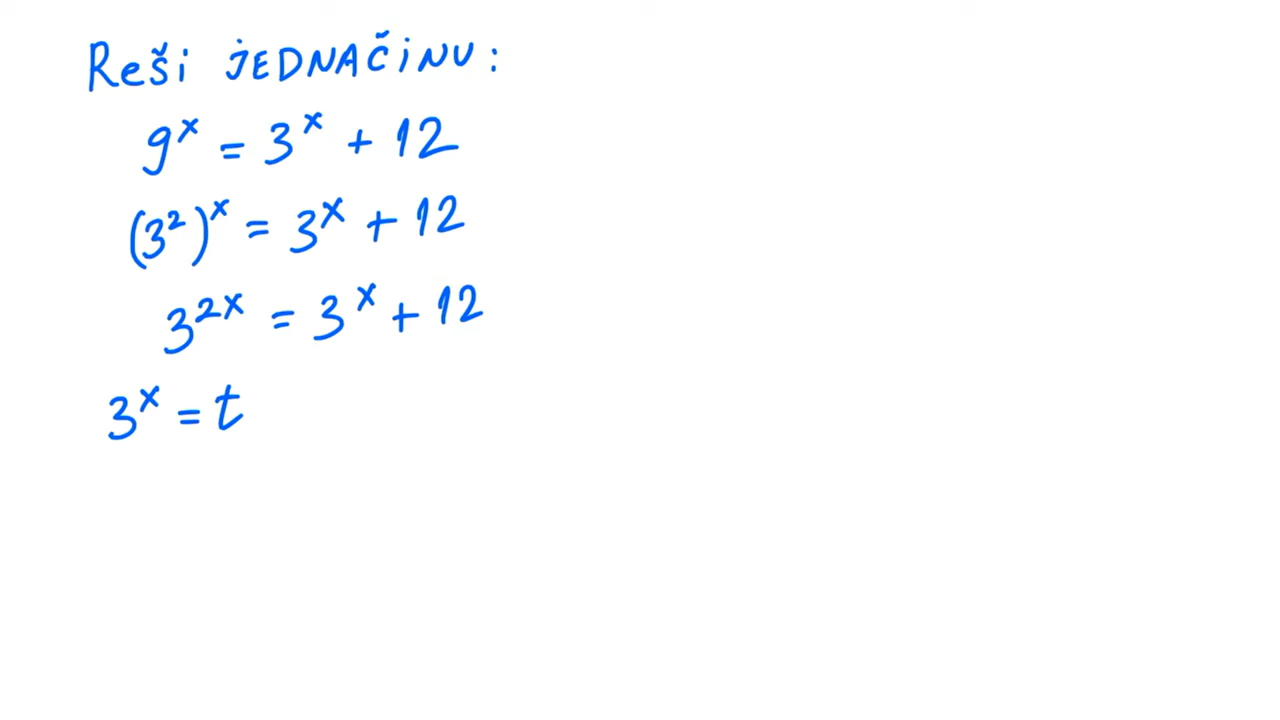 Reši JEDNAČINU:
9^x = 3^x + 12
(3^2)^x = 3^x + 12
3^{2x} = 3^x + 12
3^x = t